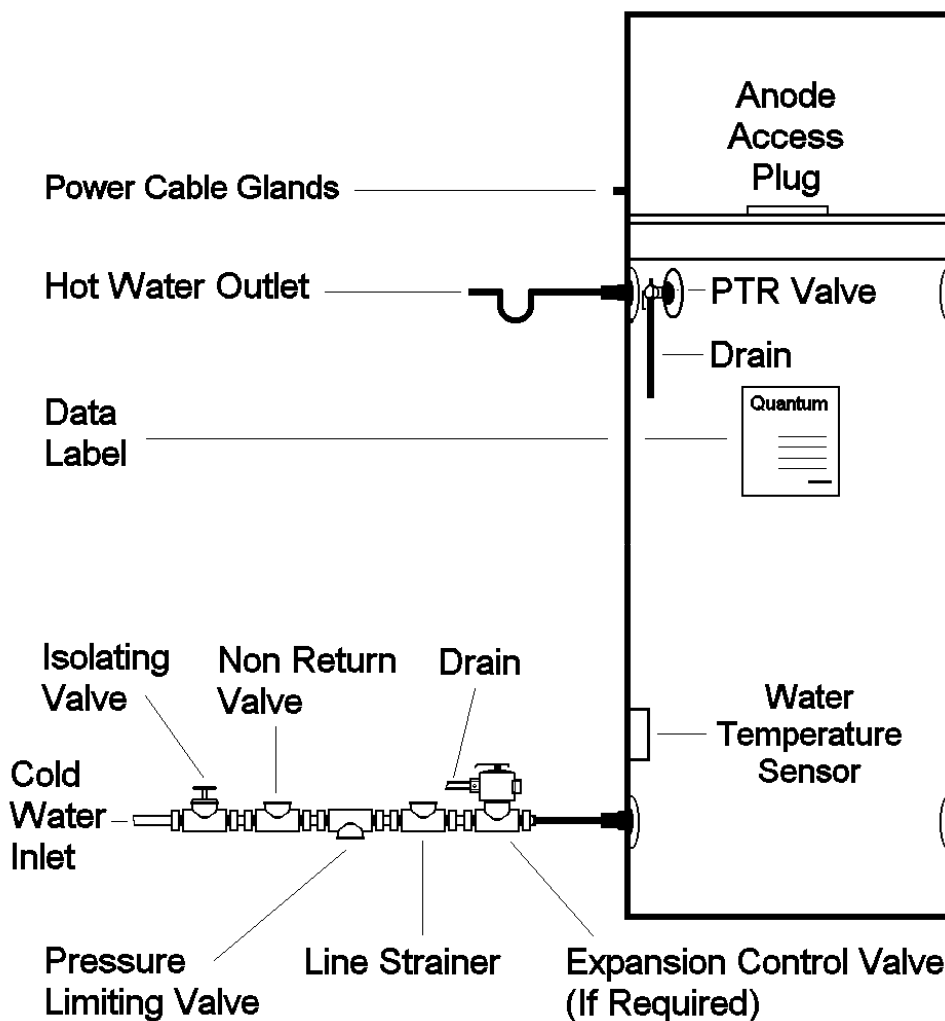 Anode
Access
Plug
Power Cable Glands
Hot Water Outlet
PTR Valve
Drain
Data
Label
Quantum
Isolating
Valve
Non Return
Valve
Drain
Water
Temperature
Sensor
Cold
Water
Inlet
Pressure
Limiting Valve
Line Strainer
Expansion Control Valve
(If Required)